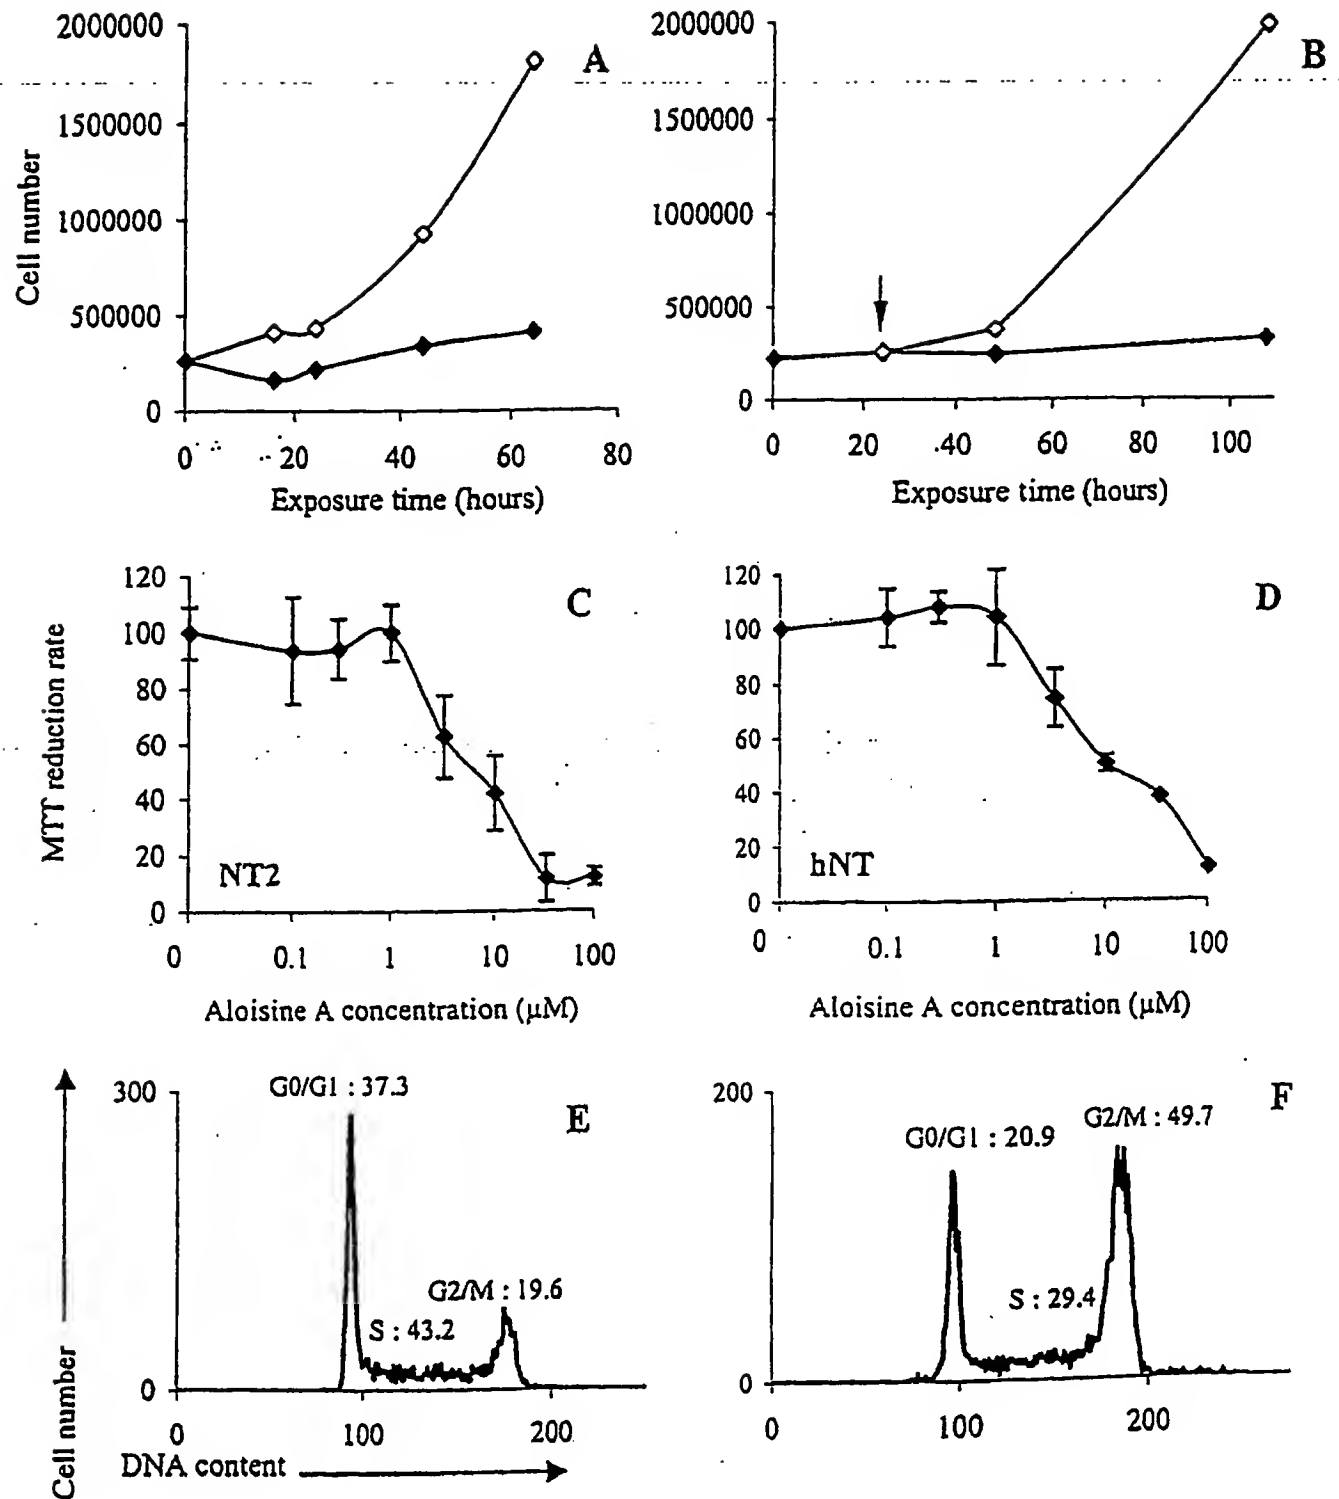 A
2000000
1500000
1000000
500000
0
0 20 40 60 80
Cell number
Exposure time (hours)
B
2000000
1500000
1000000
500000
0
0 20 40 60 80 100
Exposure time (hours)
C
120
100
80
60
40
20
0
NT2
0 0.1 1 10 100
MTT reduction rate
Aloisine A concentration (μM)
D
120
100
80
60
40
20
0
hNT
0 0.1 1 10 100
Aloisine A concentration (μM)
E
300
0
G0/G1 : 37.3
S : 43.2
G2/M : 19.6
0 100 200
Cell number
DNA content
F
200
0
G0/G1 : 20.9
S : 29.4
G2/M : 49.7
0 100 200